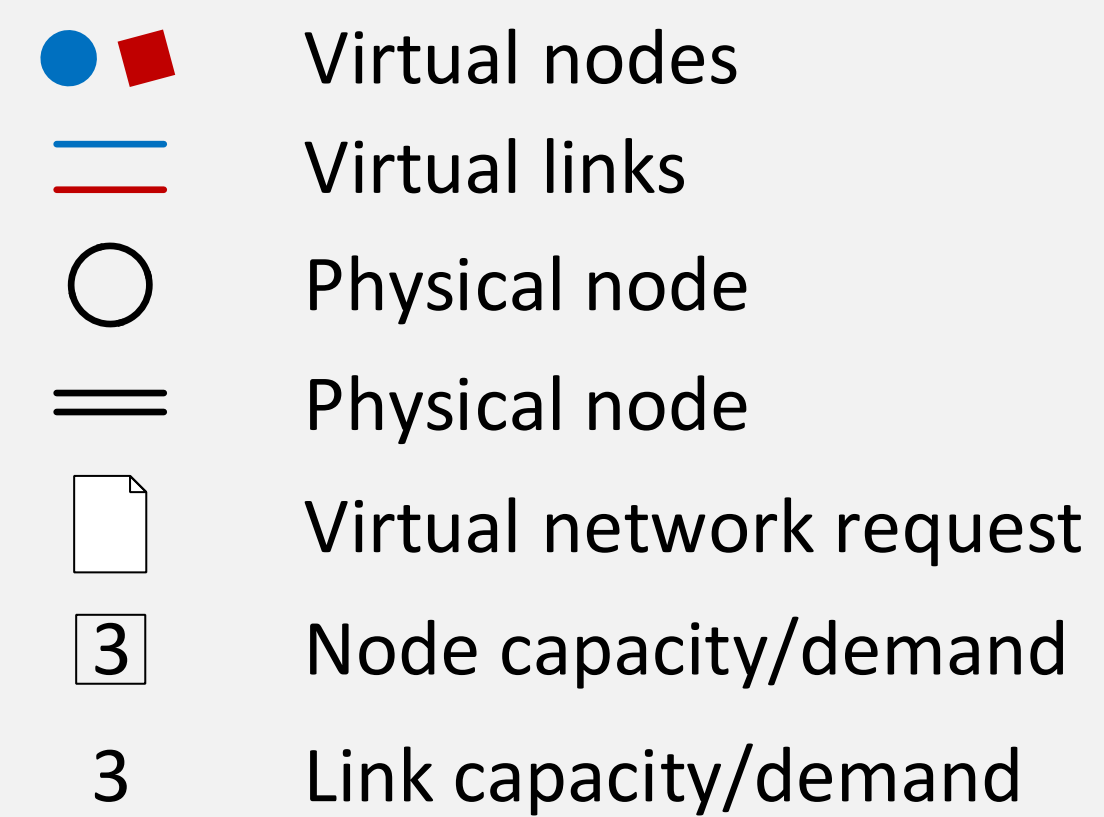 Virtual nodes
Virtual links
Physical node
Physical node
Virtual network request
3 Node capacity/demand
3 Link capacity/demand